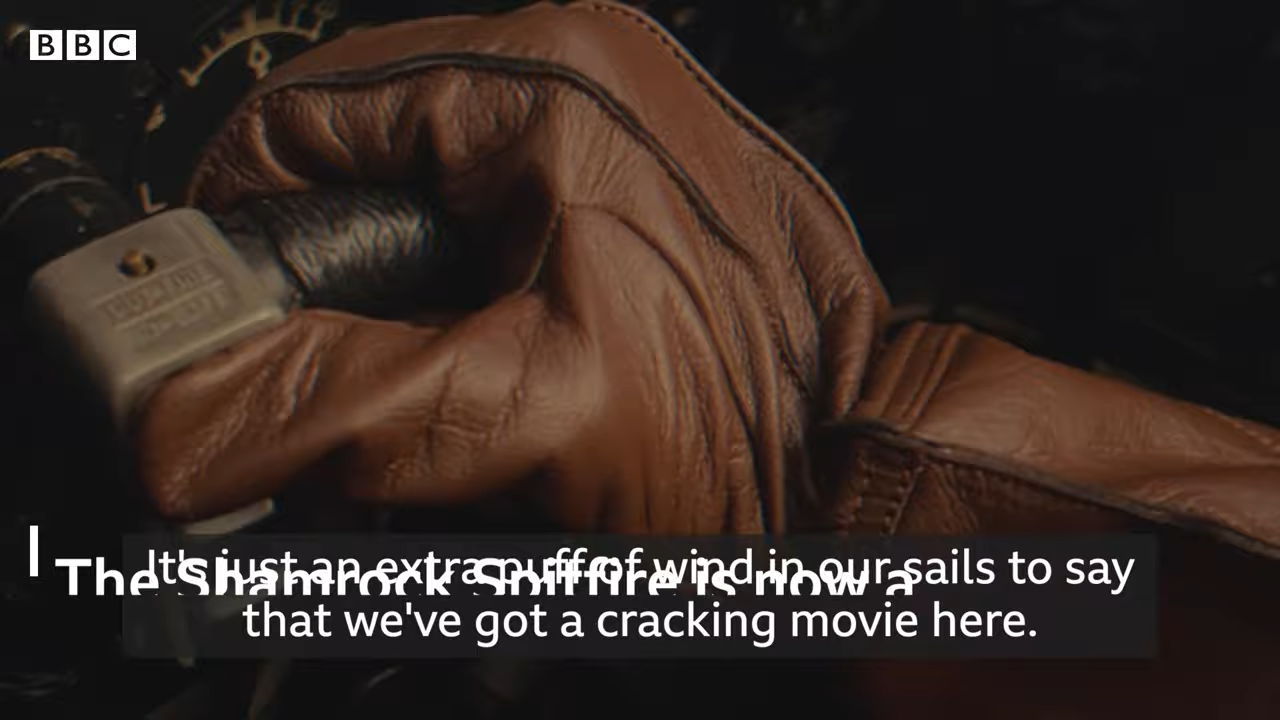 BBC
The Shamrock Spitfire is now a
It's just an extra puff of wind in our sails to say
that we've got a cracking movie here.